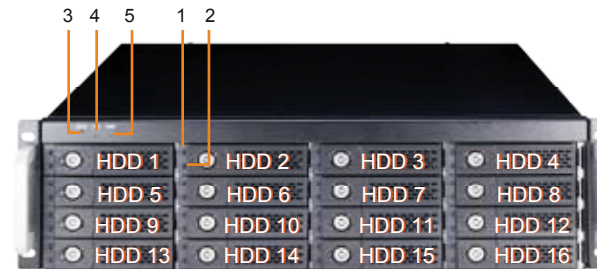 3 4 5 1 2
HDD 1 HDD 2 HDD 3 HDD 4
HDD 5 HDD 6 HDD 7 HDD 8
HDD 9 HDD 10 HDD 11 HDD 12
HDD 13 HDD 14 HDD 15 HDD 16